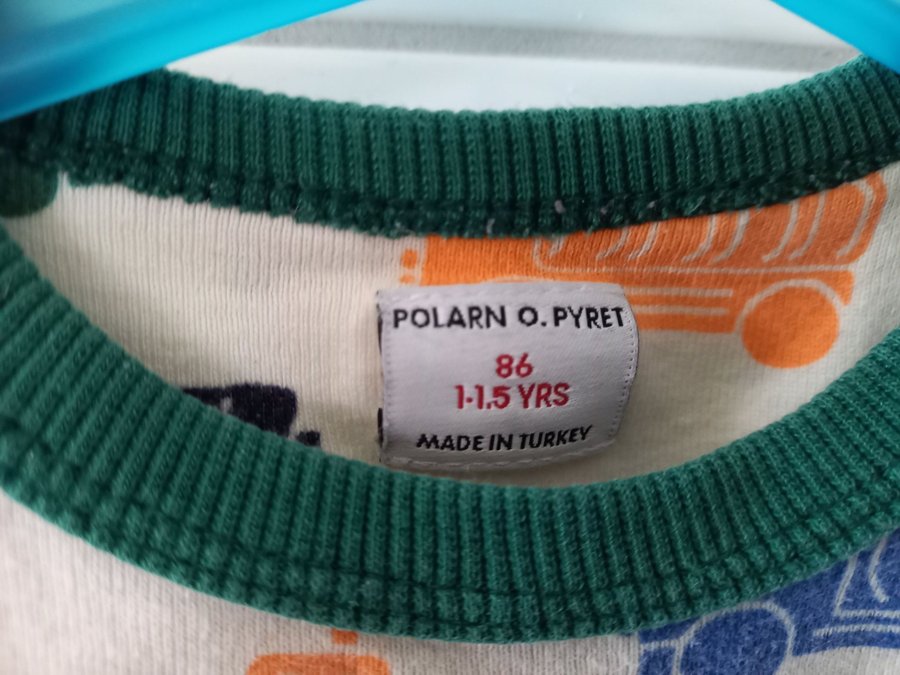 POLARN O. PYRET
86
1-1,5 YRS
MADE IN TURKEY